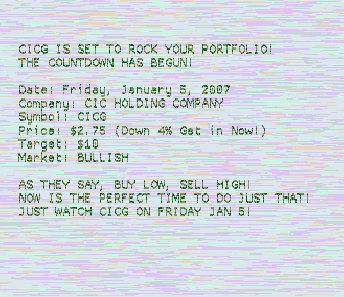 CICG IS SET TO ROCK YOUR PORTFOLIO!
THE COUNTDOWN HAS BEGUN!
Date: Friday, January 5, 2007
Company: CIC HOLDING COMPANY
Symbol: CICG
Price: $2.75 (Down 4% Get in Now!)
Target: $10
Market: BULLISH
AS THEY SAY, BUY LOW, SELL HIGH!
NOW IS THE PERFECT TIME TO DO JUST THAT!
JUST WATCH CICG ON FRIDAY JAN 5!